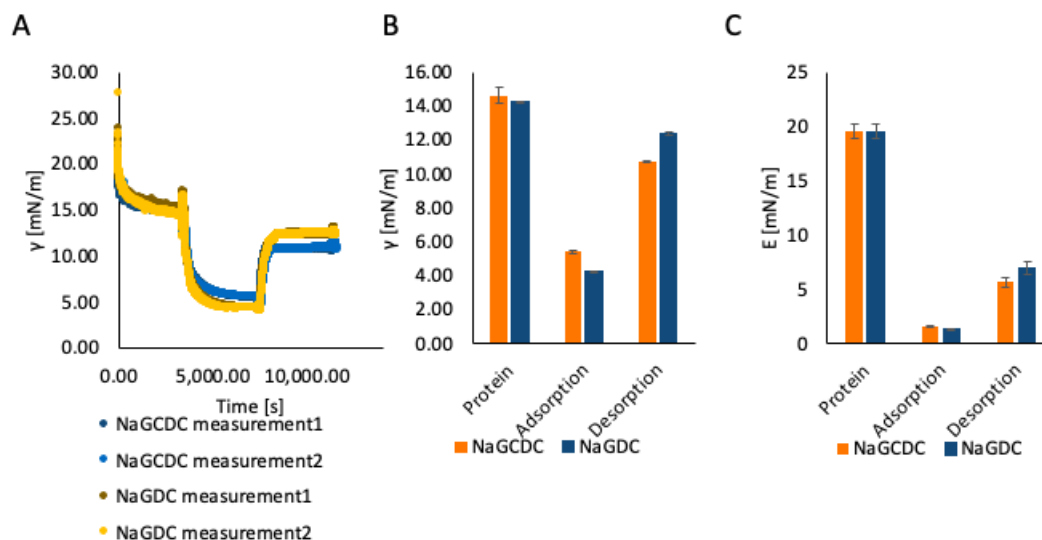 A
30.00
25.00
20.00
15.00
10.00
5.00
0.00
γ [mN/m]
0.00 5,000.00 10,000.00
Time [s]
NaGCDC measurement1
NaGCDC measurement2
NaGDC measurement1
NaGDC measurement2
B
16.00
14.00
12.00
10.00
8.00
6.00
4.00
2.00
0.00
γ [mN/m]
Protein
Adsorption
Desorption
NaGCDC NaGDC
C
25
20
15
10
5
0
E [mN/m]
Protein
Adsorption
Desorption
NaGCDC NaGDC